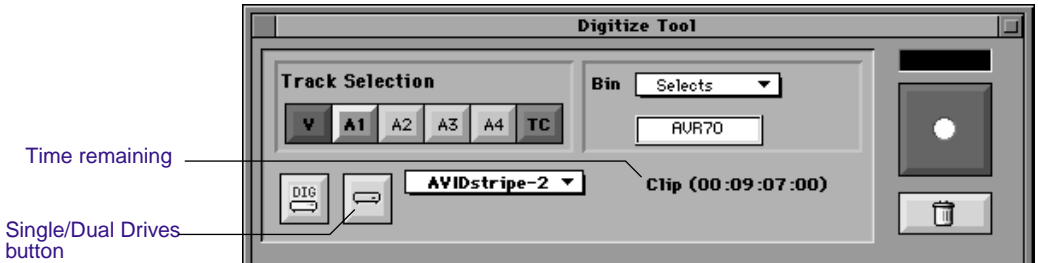 Digitize Tool
Track Selection
V A1 A2 A3 A4 TC
Bin Selects
AVR70
Time remaining
DIG
AVIDstripe-2
Clip (00:09:07:00)
Single/Dual Drives
button